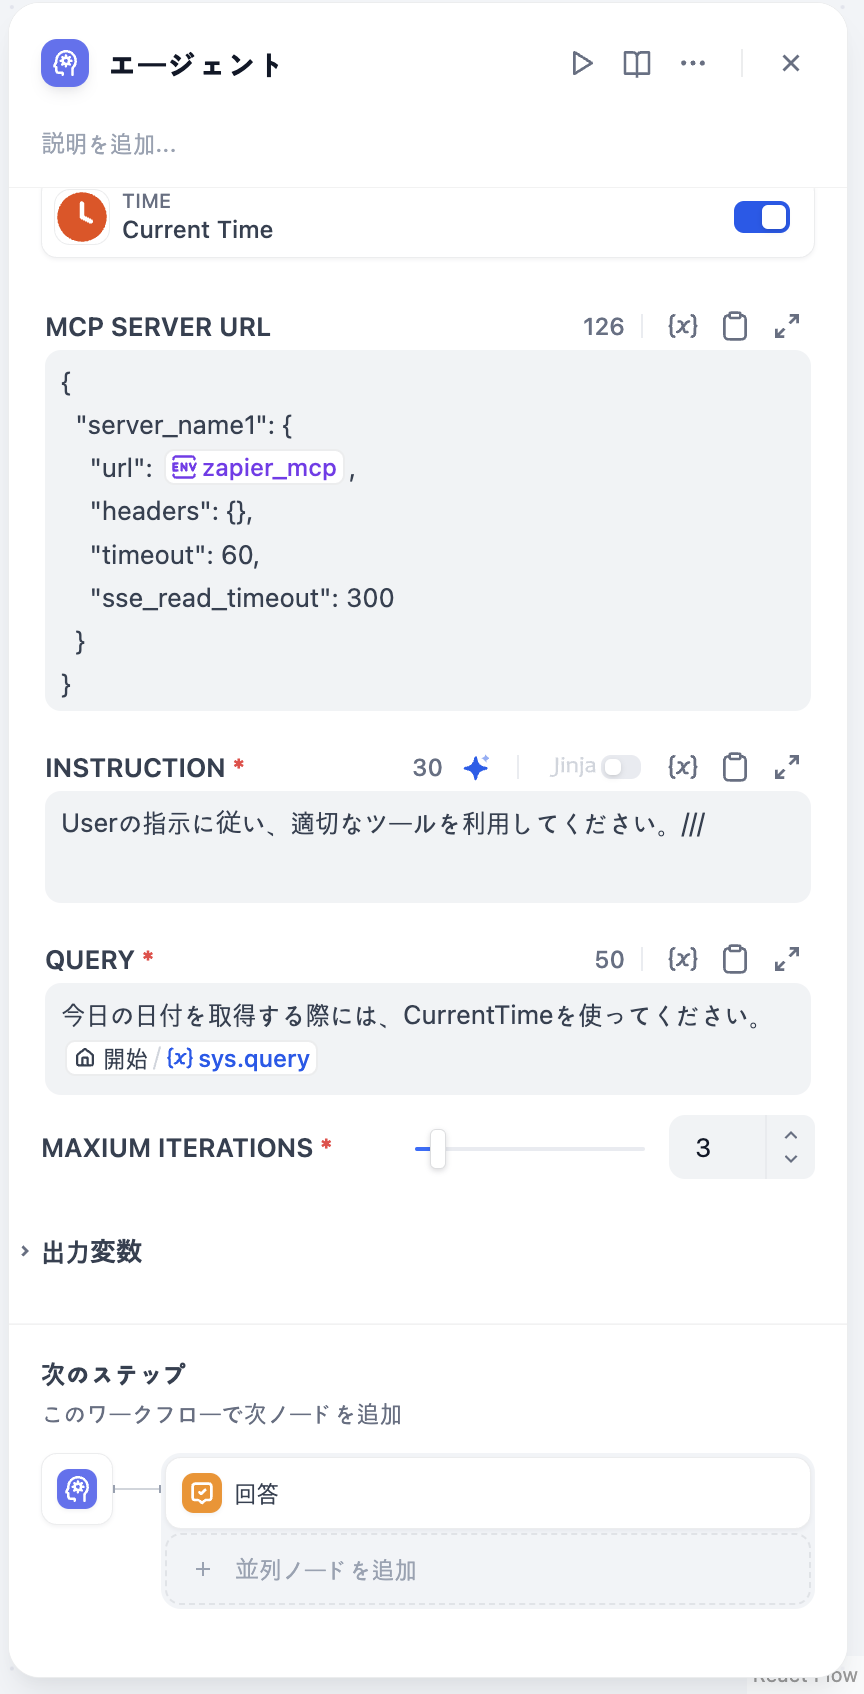 エージェント
説明を追加...
TIME
Current Time
MCP SERVER URL 126 {x}
{
"server_name1": {
"url": ENV zapier_mcp ,
"headers": {},
"timeout": 60,
"sse_read_timeout": 300
}
}
INSTRUCTION * 30 Jinja {x}
Userの指示に従い、適切なツールを利用してください。///
QUERY * 50 {x}
今日の日付を取得する際には、CurrentTimeを使ってください。
開始 / {x} sys.query
MAXIUM ITERATIONS * 3
出力変数
次のステップ
このワークフローで次ノードを追加
回答
+ 並列ノードを追加
React Flow